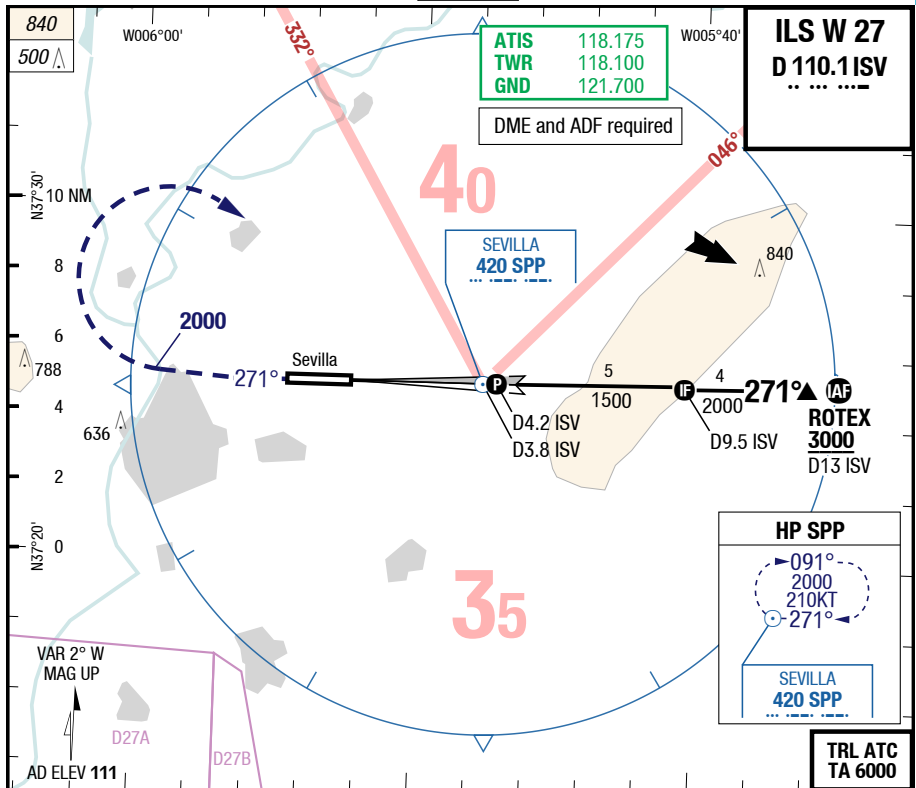 840
500
W006°00'
332°
ATIS 118.175
TWR 118.100
GND 121.700
DME and ADF required
W005°40'
ILS W 27
D 110.1 ISV
046°
40
N37°30'
10 NM
8
6
4
2
0
N37°20'
SEVILLA
420 SPP
840
2000
788
271°
Sevilla
636
P
5
1500
IF
4
2000
271°
IAF
ROTEX
3000
D13 ISV
D4.2 ISV
D3.8 ISV
D9.5 ISV
35
HP SPP
091°
2000
210KT
271°
SEVILLA
420 SPP
VAR 2° W
MAG UP
D27A
D27B
AD ELEV 111
TRL ATC
TA 6000